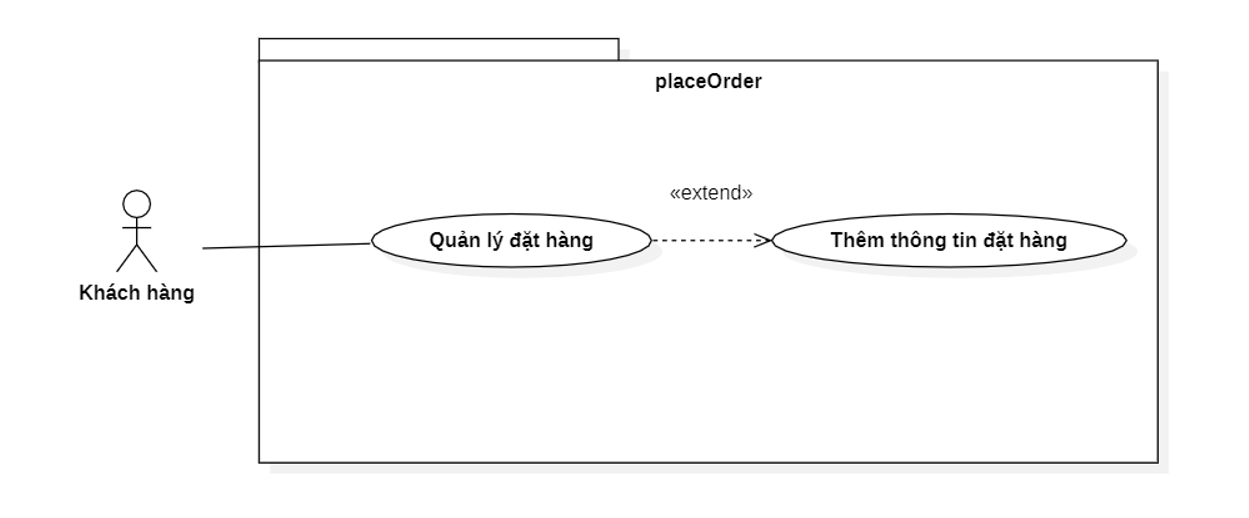 placeOrder
«extend»
Quản lý đặt hàng
Thêm thông tin đặt hàng
Khách hàng